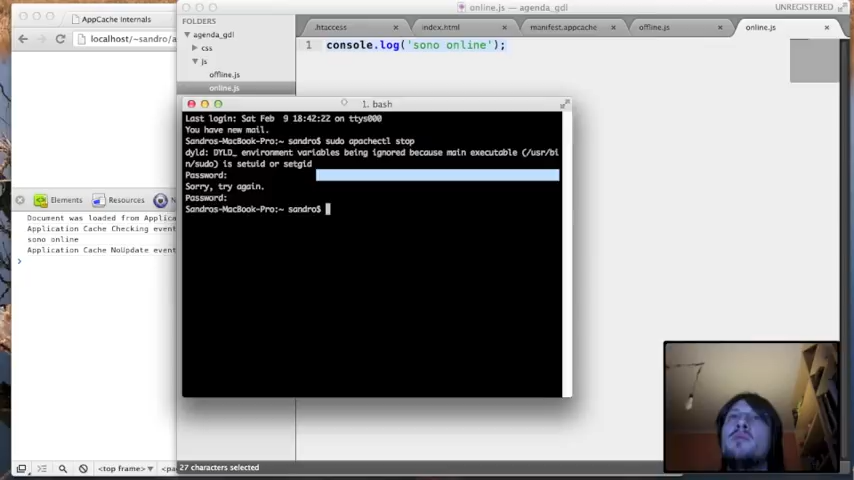 AppCache Internals
localhost/~sandro/a
Elements
Resources
Document was loaded from Applica
Application Cache Checking event
sono online
Application Cache NoUpdate event
>
<top frame>
<pa
online.js — agenda_gdl
UNREGISTERED
FOLDERS
agenda_gdl
css
js
offline.js
online.js
.htaccess
index.html
manifest.appcache
offline.js
online.js
1 console.log('sono online');
1. bash
Last login: Sat Feb  9 18:42:22 on ttys000
You have new mail.
Sandros-MacBook-Pro:~ sandro$ sudo apachectl stop
dyld: DYLD_ environment variables being ignored because main executable (/usr/bi
n/sudo) is setuid or setgid
Password:
Sorry, try again.
Password:
Sandros-MacBook-Pro:~ sandro$
27 characters selected